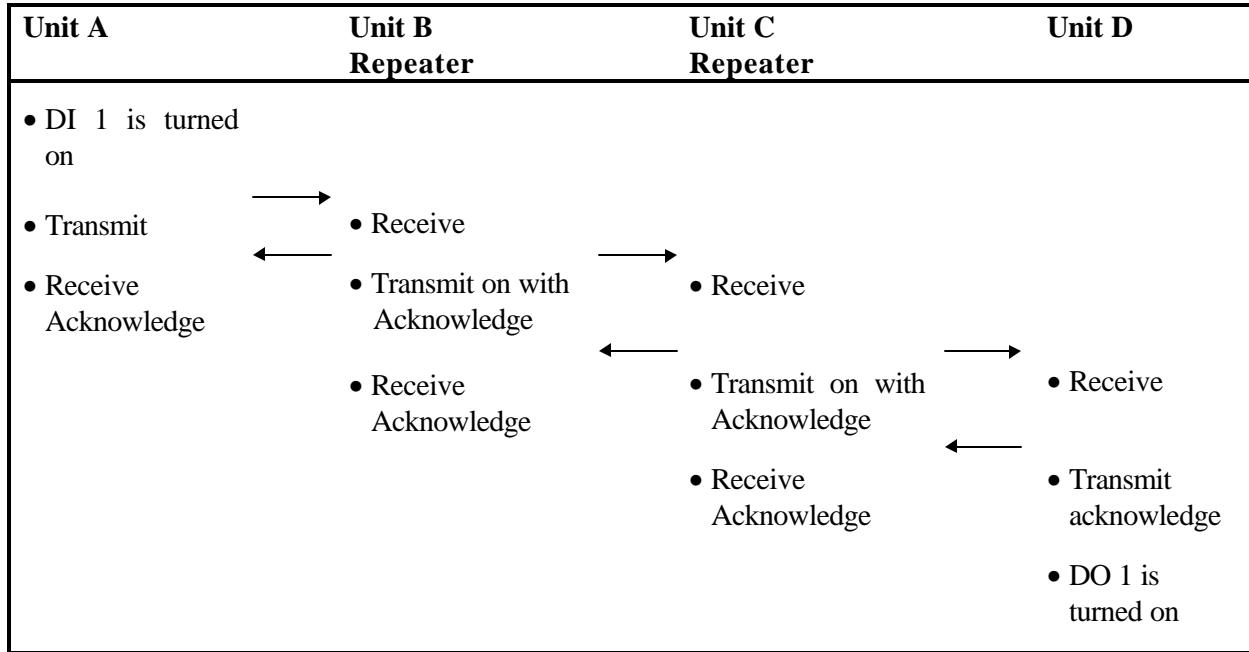 Unit A Unit B Unit C Unit D
Repeater Repeater
• DI 1 is turned
on
• Transmit • Receive
• Receive
Acknowledge
• Transmit on with
Acknowledge
• Receive
• Receive
Acknowledge
• Transmit on with
Acknowledge
• Receive
• Receive
Acknowledge
• Transmit
acknowledge
• DO 1 is
turned on